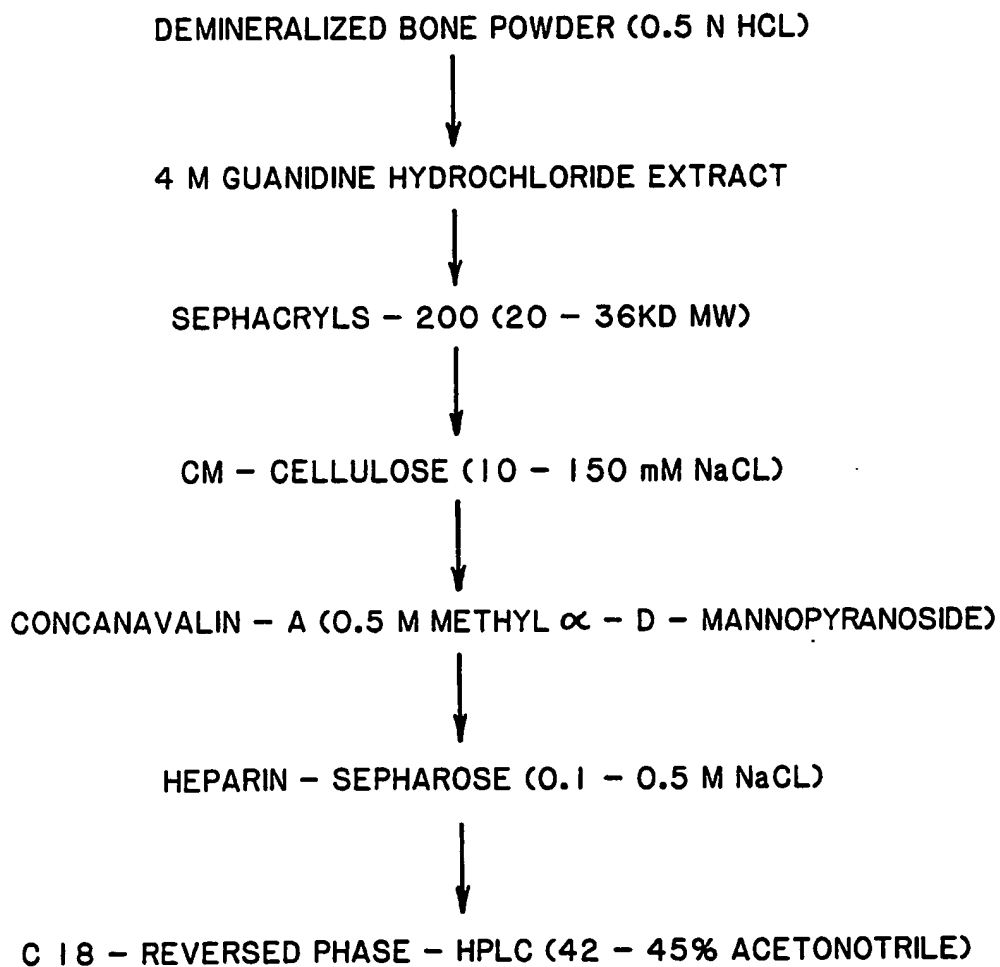 DEMINERALIZED BONE POWDER (0.5 N HCL)
4 M GUANIDINE HYDROCHLORIDE EXTRACT
SEPHACRYLS – 200 (20 – 36KD MW)
CM – CELLULOSE (10 – 150 mM NaCL)
CONCANAVALIN – A (0.5 M METHYL ∝ – D – MANNOPYRANOSIDE)
HEPARIN – SEPHAROSE (0.1 – 0.5 M NaCL)
C 18 – REVERSED PHASE – HPLC (42 – 45% ACETONOTRILE)